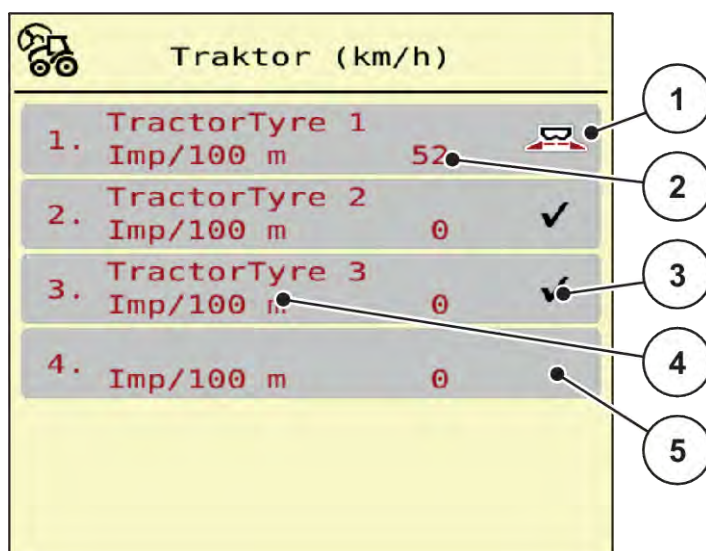 Traktor (km/h)
1. TractorTyre 1
Imp/100 m 52
2. TractorTyre 2
Imp/100 m 0
3. TractorTyre 3
Imp/100 m 0
4.
Imp/100 m 0
1
2
3
4
5